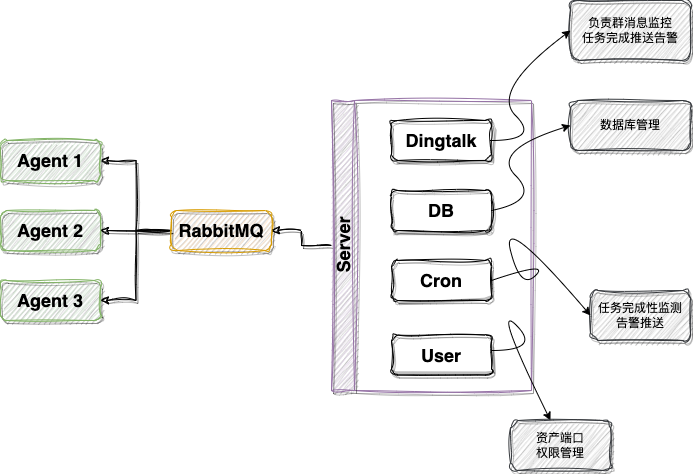 负责群消息监控
任务完成推送告警
Dingtalk
数据库管理
Agent 1
DB
Agent 2
RabbitMQ
Server
Cron
Agent 3
任务完成性监测
告警推送
User
资产端口
权限管理